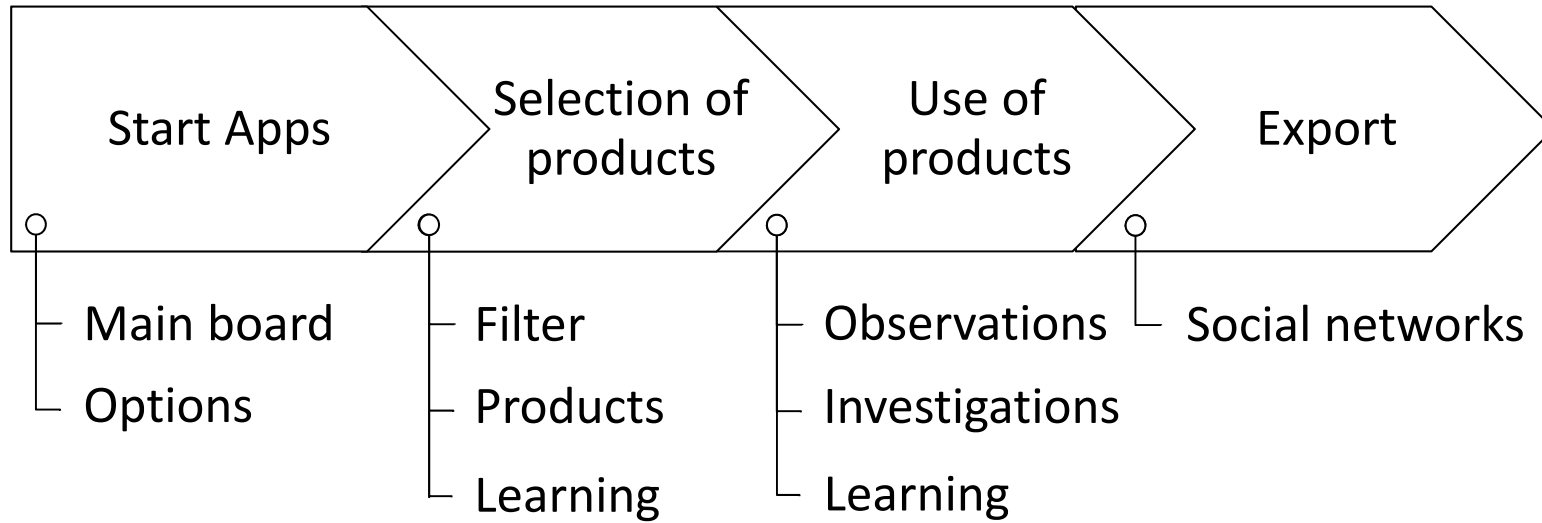 Start Apps
Selection of
products
Use of
products
Export
Main board
Options
Filter
Products
Learning
Observations
Investigations
Learning
Social networks